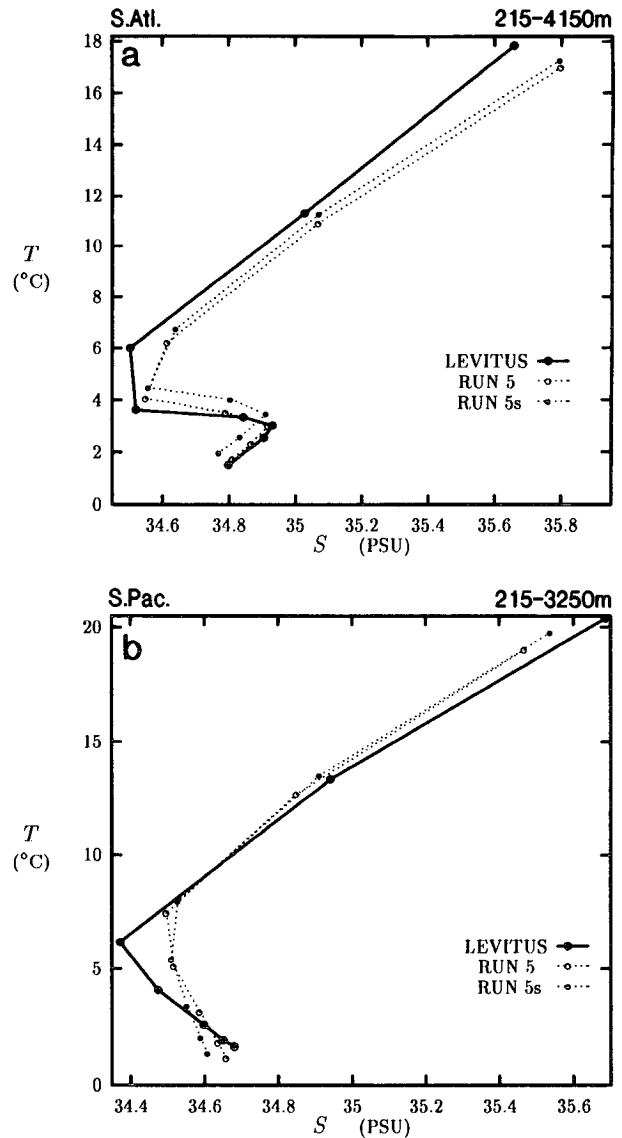 S.Atl. 215-4150m
a
18
16
14
12
10
8
6
4
2
0
T
(°C)
LEVITUS
RUN 5
RUN 5s
34.6 34.8 35 35.2 35.4 35.6 35.8
S (PSU)
S.Pac. 215-3250m
b
20
15
10
5
0
T
(°C)
LEVITUS
RUN 5
RUN 5s
34.4 34.6 34.8 35 35.2 35.4 35.6
S (PSU)